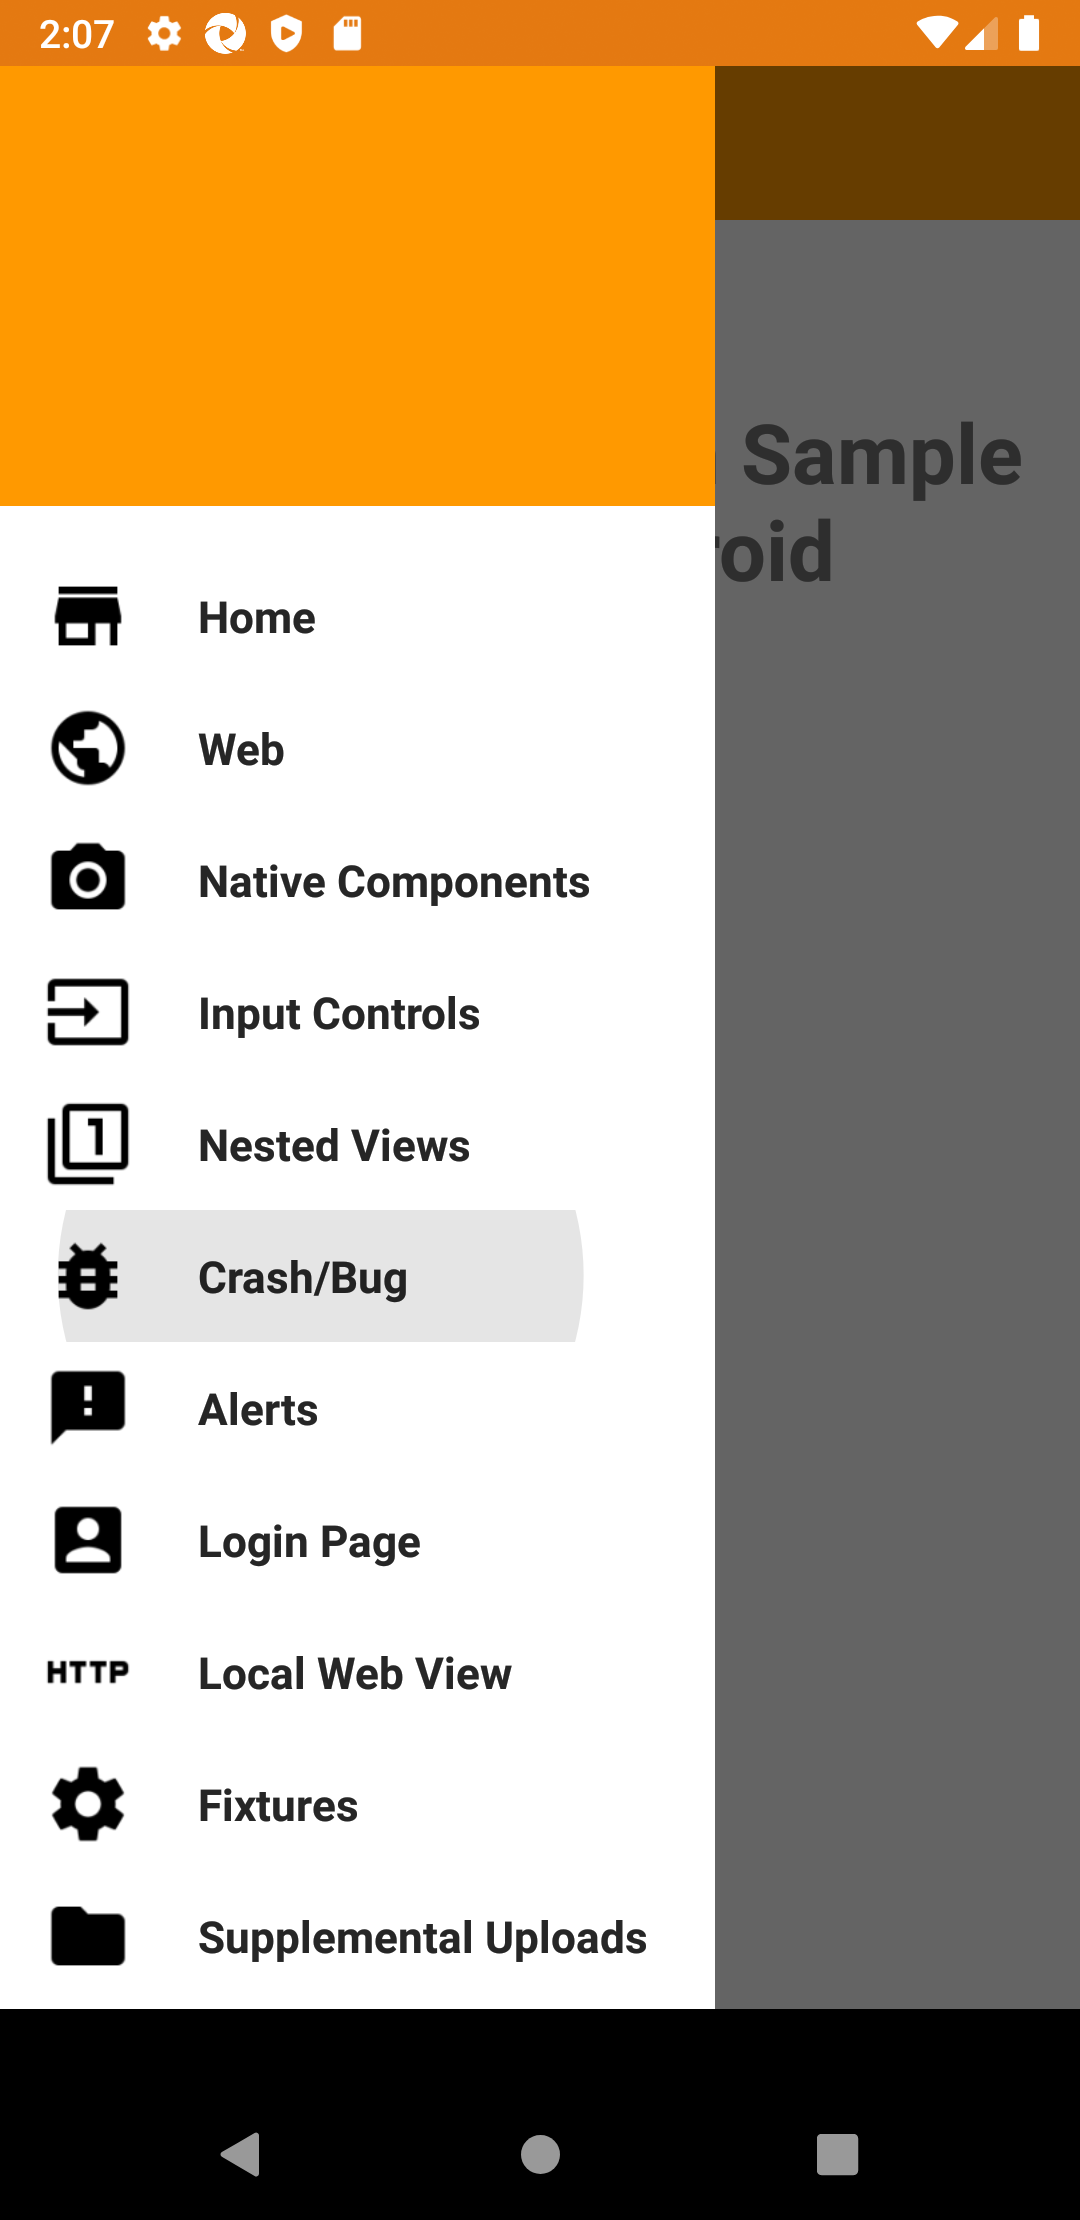 2:07
Sample
roid
Home
Web
Native Components
Input Controls
1
Nested Views
Crash/Bug
Alerts
Login Page
HTTP
Local Web View
Fixtures
Supplemental Uploads